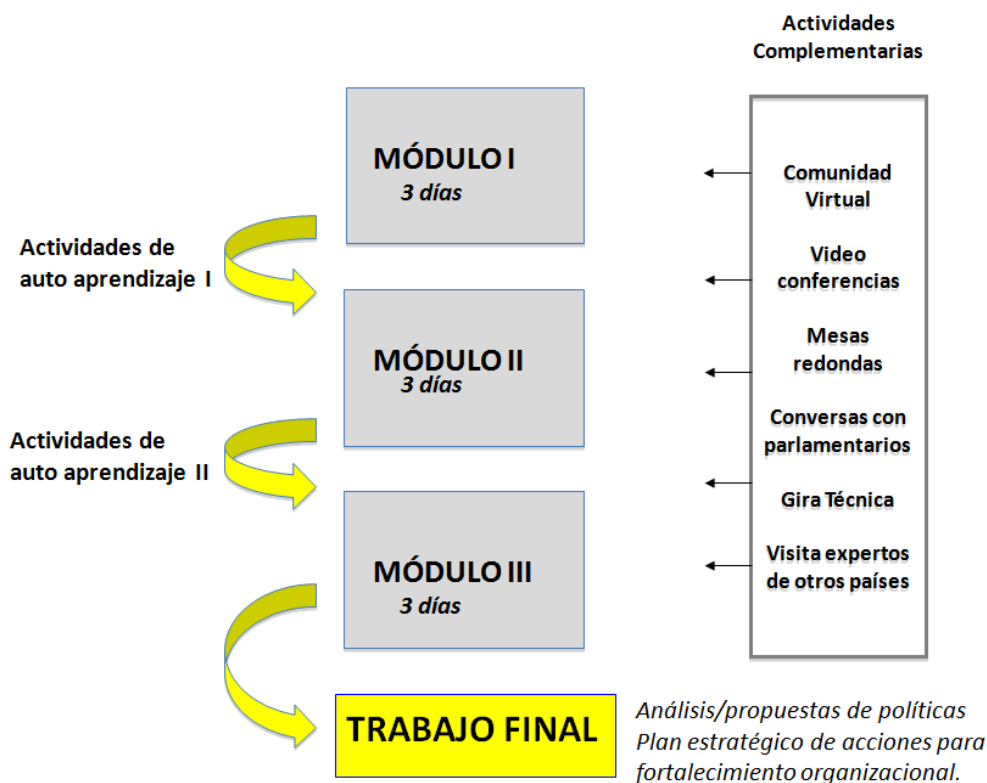 Actividades
Complementarias
MÓDULO I
3 días
Actividades de
auto aprendizaje I
MÓDULO II
3 días
Actividades de
auto aprendizaje II
MÓDULO III
3 días
TRABAJO FINAL
Análisis/propuestas de políticas
Plan estratégico de acciones para
fortalecimiento organizacional.
Comunidad
Virtual
Video
conferencias
Mesas
redondas
Conversas con
parlamentarios
Gira Técnica
Visita expertos
de otros países